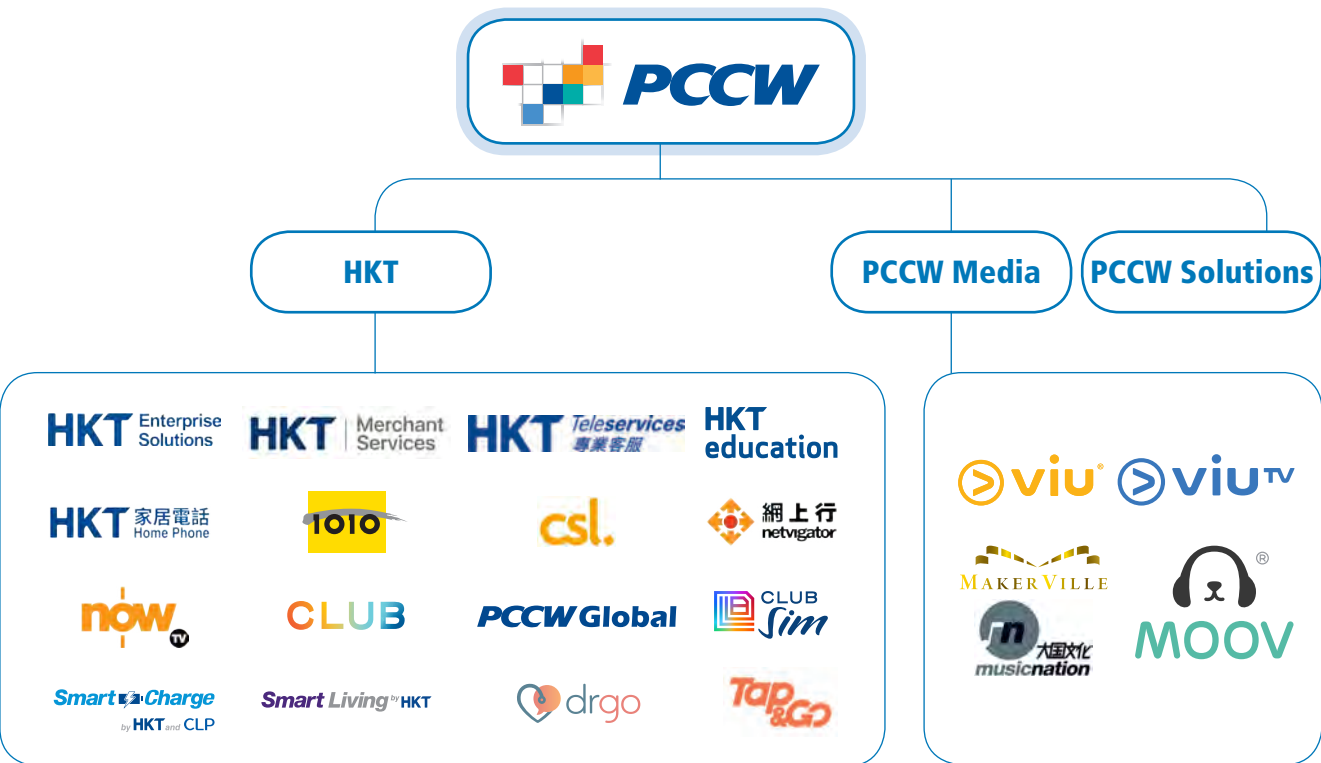 PCCW
HKT
PCCW Media
PCCW Solutions
HKT Enterprise
Solutions
HKT Merchant
Services
HKT Teleservices
專業客服
HKT
education
HKT 家居電話
Home Phone
1010
csl.
網上行
netvigator
now
TV
CLUB
PCCW Global
CLUB
Sim
Smart Charge
by HKT and CLP
Smart Living by HKT
drgo
Tap
&Go
viu®
viuTV
MAKERVILLE
®
MOOV
大国文化
musicnation